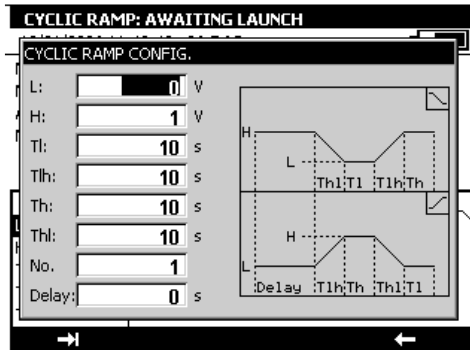 CYCLIC RAMP: AWAITING LAUNCH
CYCLIC RAMP CONFIG.
L: 0 V
H: 1 V
Tl: 10 s
Tlh: 10 s
Th: 10 s
Thl: 10 s
No. 1
Delay: 0 s
H
L
Thl Tl Tlh Th
H
L
Delay Tlh Th Thl Tl